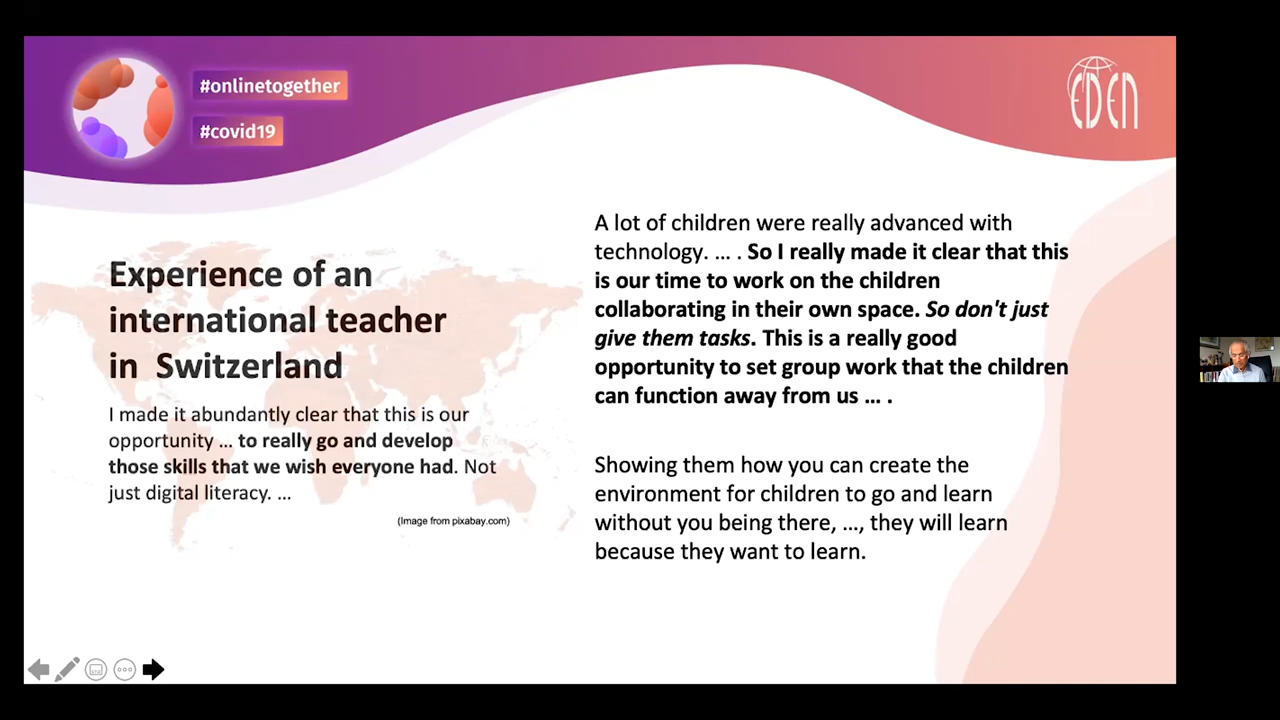 #onlinetogether
#covid19
EDEN
Experience of an
international teacher
in Switzerland
I made it abundantly clear that this is our
opportunity ... to really go and develop
those skills that we wish everyone had. Not
just digital literacy. ...
(Image from pixabay.com)
A lot of children were really advanced with
technology. ... . So I really made it clear that this
is our time to work on the children
collaborating in their own space. So don't just
give them tasks. This is a really good
opportunity to set group work that the children
can function away from us ... .
Showing them how you can create the
environment for children to go and learn
without you being there, ..., they will learn
because they want to learn.